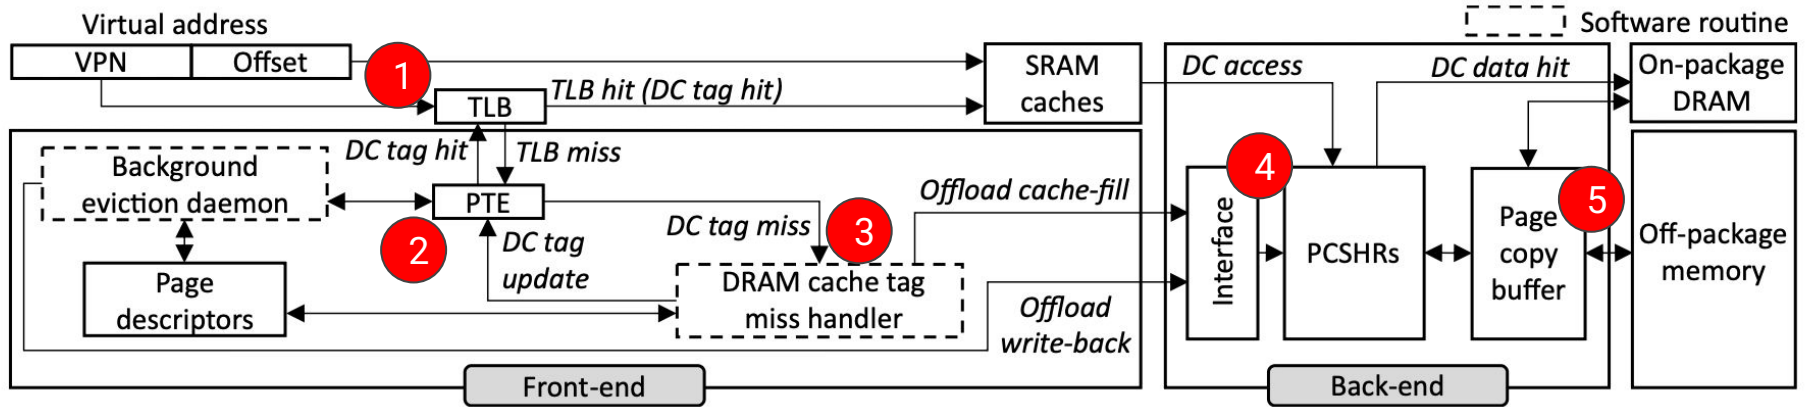 Virtual address
Software routine
VPN
Offset
1
TLB
TLB hit (DC tag hit)
SRAM
caches
DC access
DC data hit
On-package
DRAM
DC tag hit
TLB miss
Background
eviction daemon
PTE
2
DC tag miss
3
DC tag
update
Offload cache-fill
Page
descriptors
DRAM cache tag
miss handler
Offload
write-back
Front-end
4
Interface
PCSHRs
5
Page
copy
buffer
Off-package
memory
Back-end